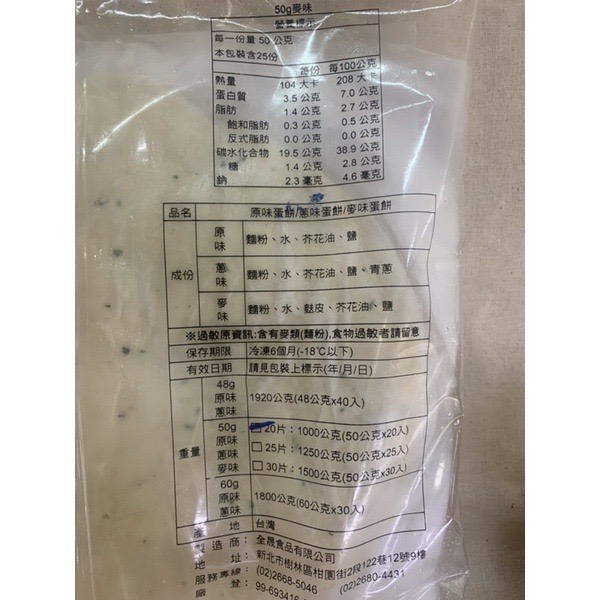 50g麥味
營養標示
每一份量 50 公克
本包裝含25份
每份 每100公克
熱量 104 大卡 208 大卡
蛋白質 3.5 公克 7.0 公克
脂肪 1.4 公克 2.7 公克
飽和脂肪 0.3 公克 0.5 公克
反式脂肪 0.0 公克 0.0 公克
碳水化合物 19.5 公克 38.9 公克
糖 1.4 公克 2.8 公克
鈉 2.3 毫克 4.6 毫克
品名 原味蛋餅/蔥味蛋餅/麥味蛋餅
成份
原味 麵粉、水、芥花油、鹽
蔥味 麵粉、水、芥花油、鹽、青蔥
麥味 麵粉、水、麩皮、芥花油、鹽
※過敏原資訊:含有麥類(麵粉),食物過敏者請留意
保存期限 冷凍6個月(-18℃以下)
有效日期 請見包裝上標示(年/月/日)
重量
48g 原味 蔥味 1920公克(48公克x40入)
50g 原味 蔥味 麥味
□20片：1000公克(50公克x20入)
□25片：1250公克(50公克x25入)
□30片：1500公克(50公克x30入)
60g 原味 蔥味 1800公克(60公克x30入)
產地 台灣
製造商：全晟食品有限公司
地址：新北市樹林區柑園街2段122巷12號9樓
服務專線：(02)2668-5046 (02)2680-4431
廠登：99-693416